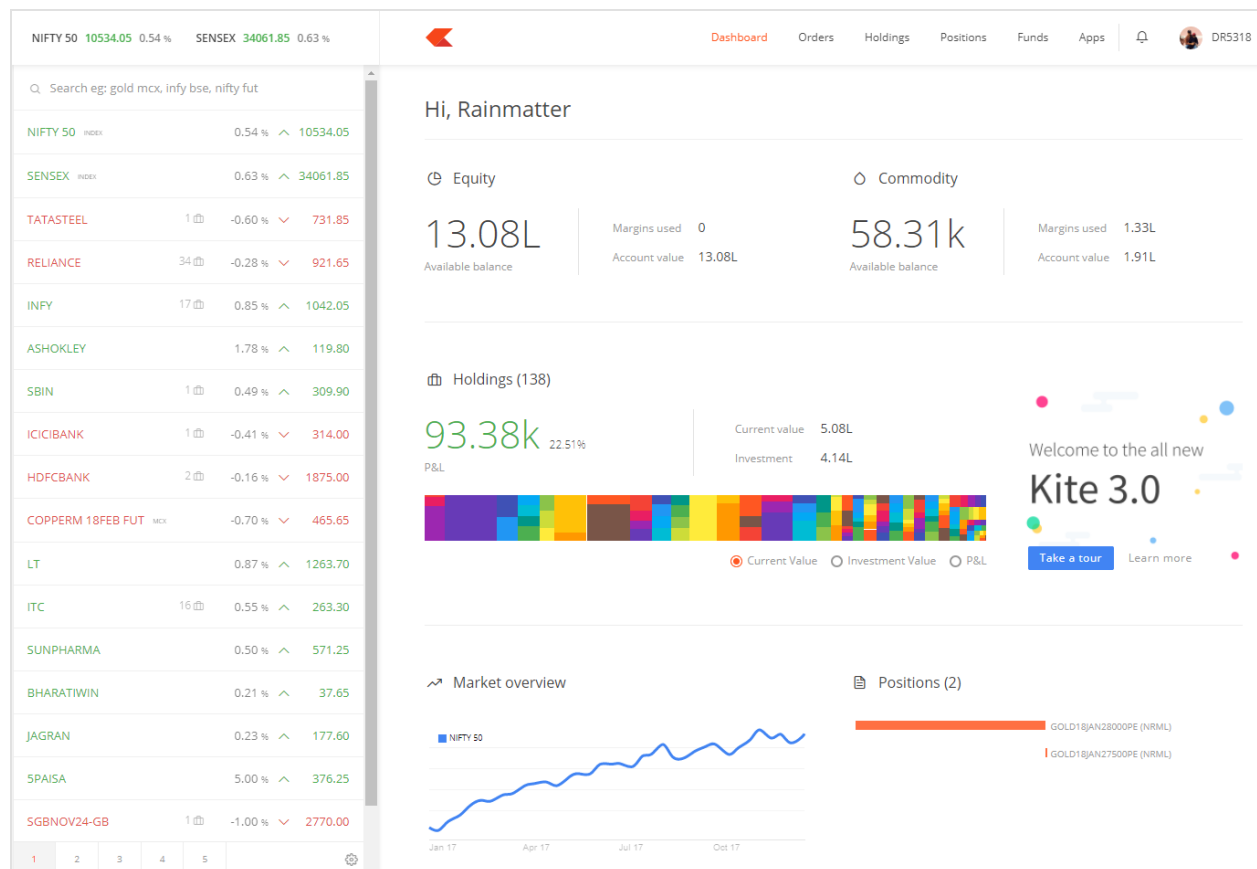 NIFTY 50 10534.05 0.54 % SENSEX 34061.85 0.63 %
Dashboard Orders Holdings Positions Funds Apps DR5318
Search eg: gold mcx, infy bse, nifty fut
NIFTY 50 INDEX 0.54 % 10534.05
SENSEX INDEX 0.63 % 34061.85
TATASTEEL 1 -0.60 % 731.85
RELIANCE 34 -0.28 % 921.65
INFY 17 0.85 % 1042.05
ASHOKLEY 1.78 % 119.80
SBIN 1 0.49 % 309.90
ICICIBANK 1 -0.41 % 314.00
HDFCBANK 2 -0.16 % 1875.00
COPPERM 18FEB FUT MCX -0.70 % 465.65
LT 0.87 % 1263.70
ITC 16 0.55 % 263.30
SUNPHARMA 0.50 % 571.25
BHARATIWIN 0.21 % 37.65
JAGRAN 0.23 % 177.60
5PAISA 5.00 % 376.25
SGBNOV24-GB 1 -1.00 % 2770.00
1 2 3 4 5
Hi, Rainmatter
Equity
13.08L
Available balance
Margins used 0
Account value 13.08L
Commodity
58.31k
Available balance
Margins used 1.33L
Account value 1.91L
Holdings (138)
93.38k 22.51%
P&L
Current value 5.08L
Investment 4.14L
Current Value Investment Value P&L
Welcome to the all new
Kite 3.0
Take a tour Learn more
Market overview
NIFTY 50
Jan 17 Apr 17 Jul 17 Oct 17
Positions (2)
GOLD18JAN28000PE (NRML)
GOLD18JAN27500PE (NRML)